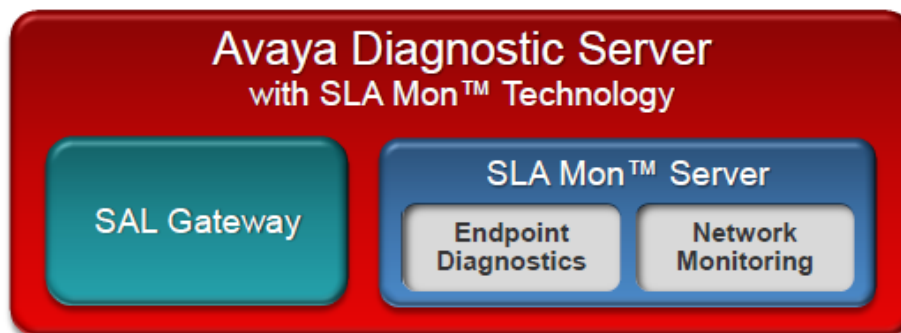 Avaya Diagnostic Server
with SLA Mon™ Technology
SAL Gateway
SLA Mon™ Server
Endpoint
Diagnostics
Network
Monitoring